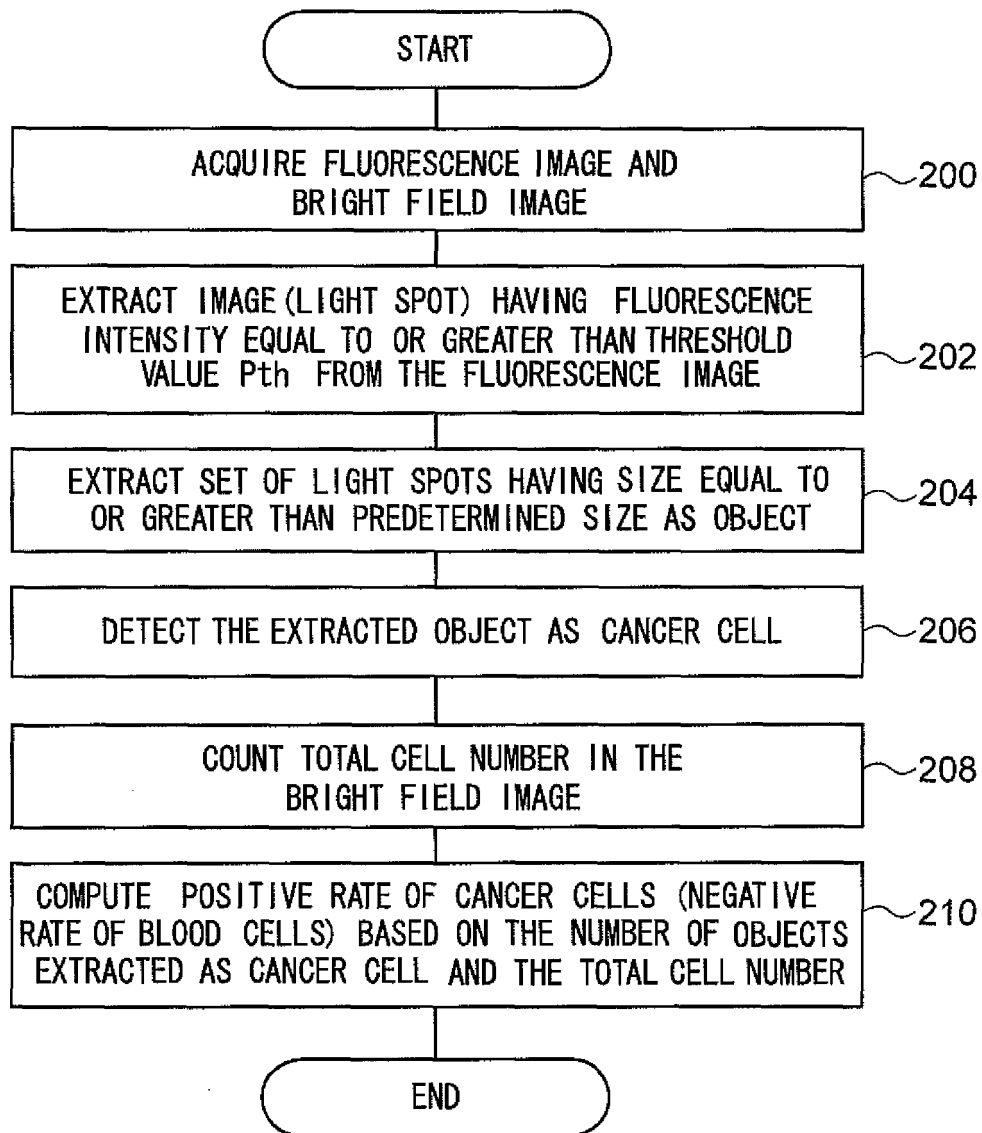 START
ACQUIRE FLUORESCENCE IMAGE AND
BRIGHT FIELD IMAGE
200
EXTRACT IMAGE (LIGHT SPOT) HAVING FLUORESCENCE
INTENSITY EQUAL TO OR GREATER THAN THRESHOLD
VALUE Pth FROM THE FLUORESCENCE IMAGE
202
EXTRACT SET OF LIGHT SPOTS HAVING SIZE EQUAL TO
OR GREATER THAN PREDETERMINED SIZE AS OBJECT
204
DETECT THE EXTRACTED OBJECT AS CANCER CELL
206
COUNT TOTAL CELL NUMBER IN THE
BRIGHT FIELD IMAGE
208
COMPUTE POSITIVE RATE OF CANCER CELLS (NEGATIVE
RATE OF BLOOD CELLS) BASED ON THE NUMBER OF OBJECTS
EXTRACTED AS CANCER CELL AND THE TOTAL CELL NUMBER
210
END